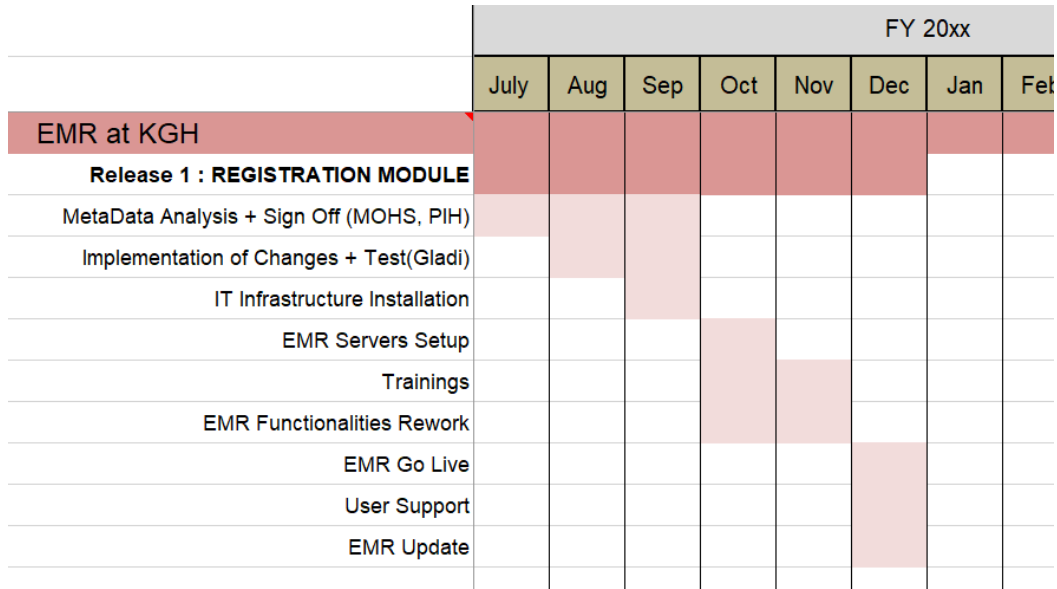 FY 20xx
July Aug Sep Oct Nov Dec Jan Feb
EMR at KGH
Release 1 : REGISTRATION MODULE
MetaData Analysis + Sign Off (MOHS, PIH)
Implementation of Changes + Test(Gladi)
IT Infrastructure Installation
EMR Servers Setup
Trainings
EMR Functionalities Rework
EMR Go Live
User Support
EMR Update